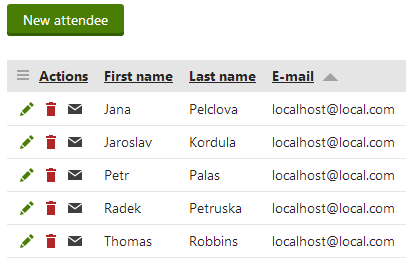 New attendee
Actions First name Last name E-mail
Jana Pelclova localhost@local.com
Jaroslav Kordula localhost@local.com
Petr Palas localhost@local.com
Radek Petruska localhost@local.com
Thomas Robbins localhost@local.com